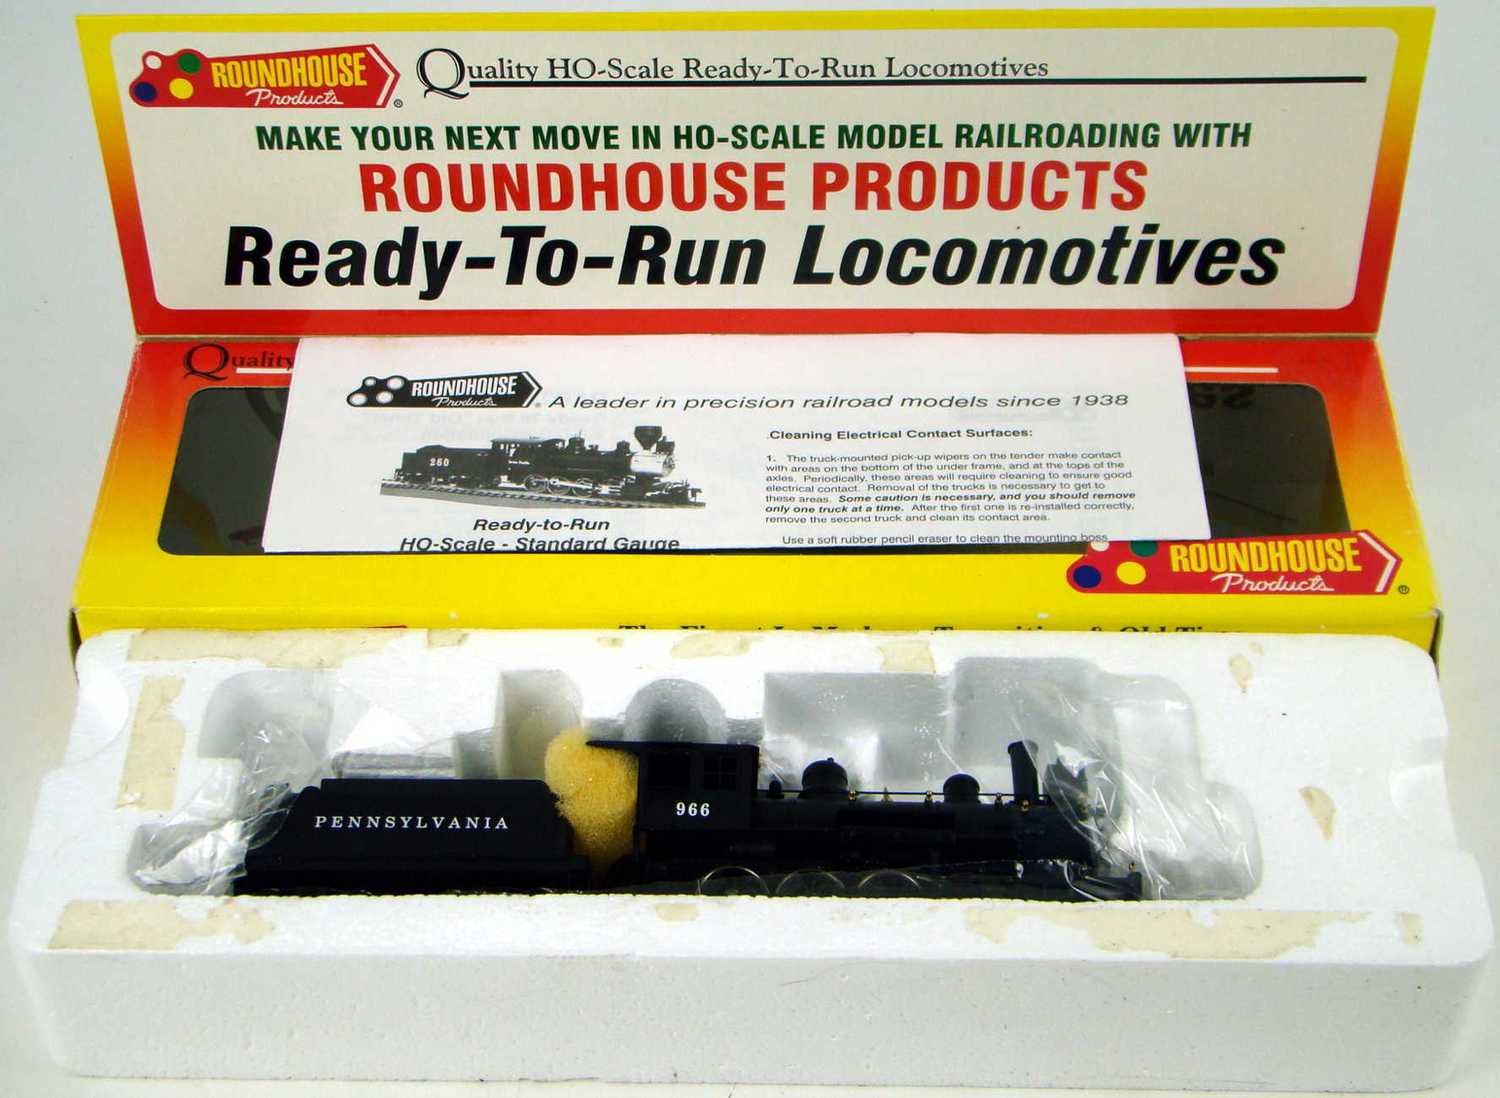 ROUNDHOUSE
Products ®
Quality HO-Scale Ready-To-Run Locomotives
MAKE YOUR NEXT MOVE IN HO-SCALE MODEL RAILROADING WITH
ROUNDHOUSE PRODUCTS
Ready-To-Run Locomotives
Quality
ROUNDHOUSE
Products ®
A leader in precision railroad models since 1938
260
Ready-to-Run
HO-Scale - Standard Gauge
Cleaning Electrical Contact Surfaces:
1. The truck-mounted pick-up wipers on the tender make contact
with areas on the bottom of the under frame, and at the tops of the
axles. Periodically, these areas will require cleaning to ensure good
electrical contact. Removal of the trucks is necessary to get to
these areas. Some caution is necessary, and you should remove
only one truck at a time. After the first one is re-installed correctly,
remove the second truck and clean its contact area.
Use a soft rubber pencil eraser to clean the mounting boss
ROUNDHOUSE
Products ®
PENNSYLVANIA
966